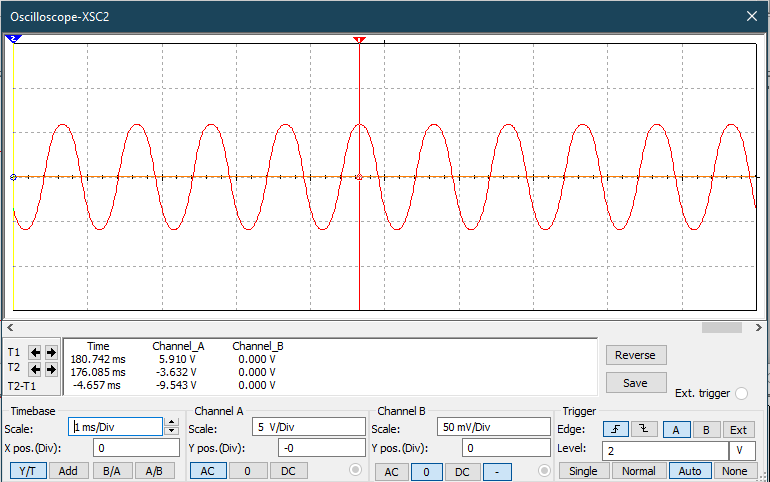 Oscilloscope-XSC2
2
1
Time Channel_A Channel_B
T1 180.742 ms 5.910 V 0.000 V
T2 176.085 ms -3.632 V 0.000 V
T2-T1 -4.657 ms -9.543 V 0.000 V
Reverse
Save
Ext. trigger
Timebase
Scale: 1 ms/Div
X pos.(Div): 0
Y/T Add B/A A/B
Channel A
Scale: 5 V/Div
Y pos.(Div): -0
AC 0 DC
Channel B
Scale: 50 mV/Div
Y pos.(Div): 0
AC 0 DC -
Trigger
Edge: A B Ext
Level: 2 V
Single Normal Auto None